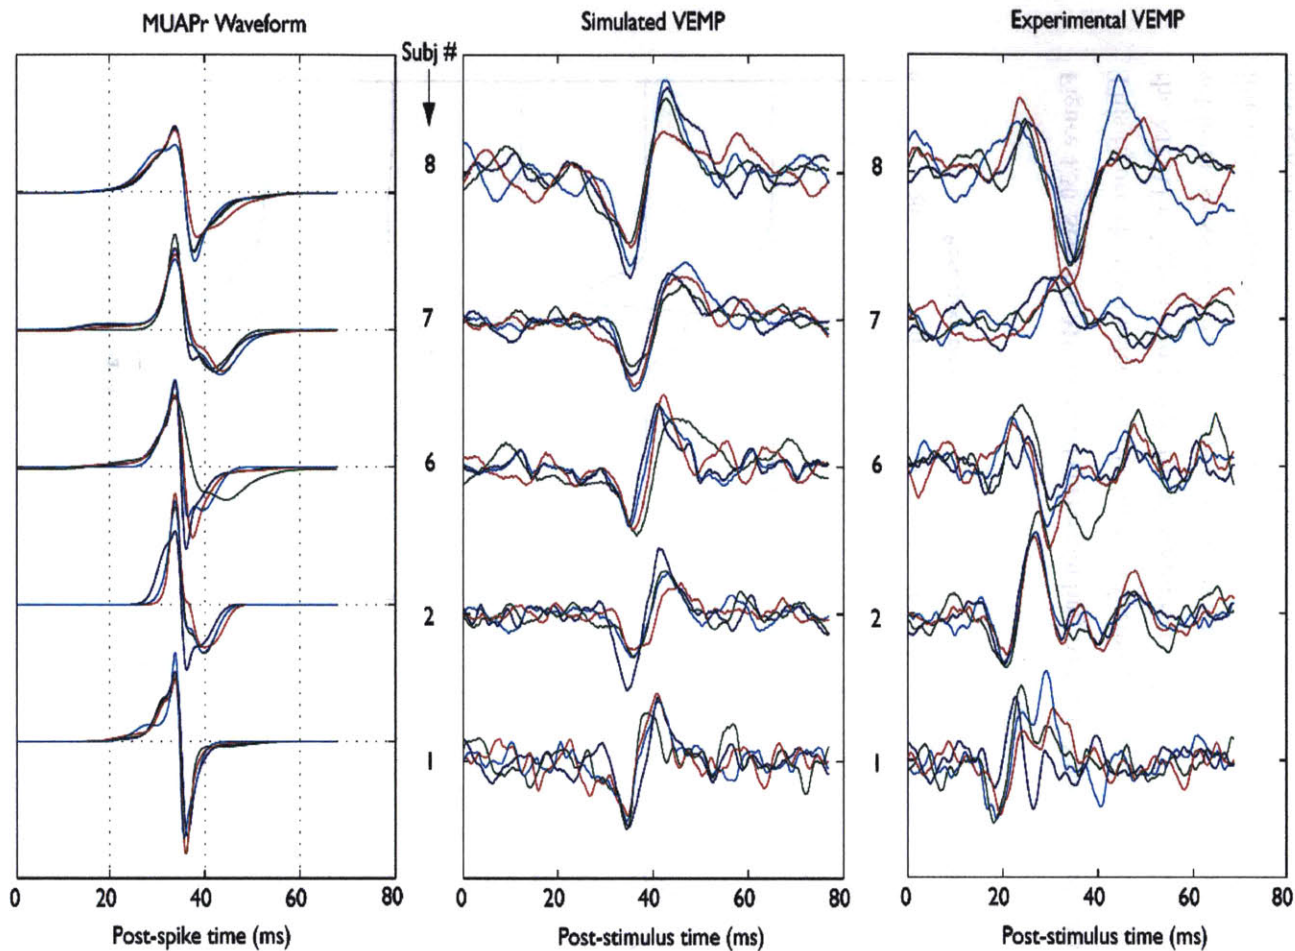 MUAPr Waveform
Simulated VEMP
Experimental VEMP
Subj #
8
8
7
7
6
6
2
2
1
1
0 20 40 60 80
0 20 40 60 80
0 20 40 60 80
Post-spike time (ms)
Post-stimulus time (ms)
Post-stimulus time (ms)